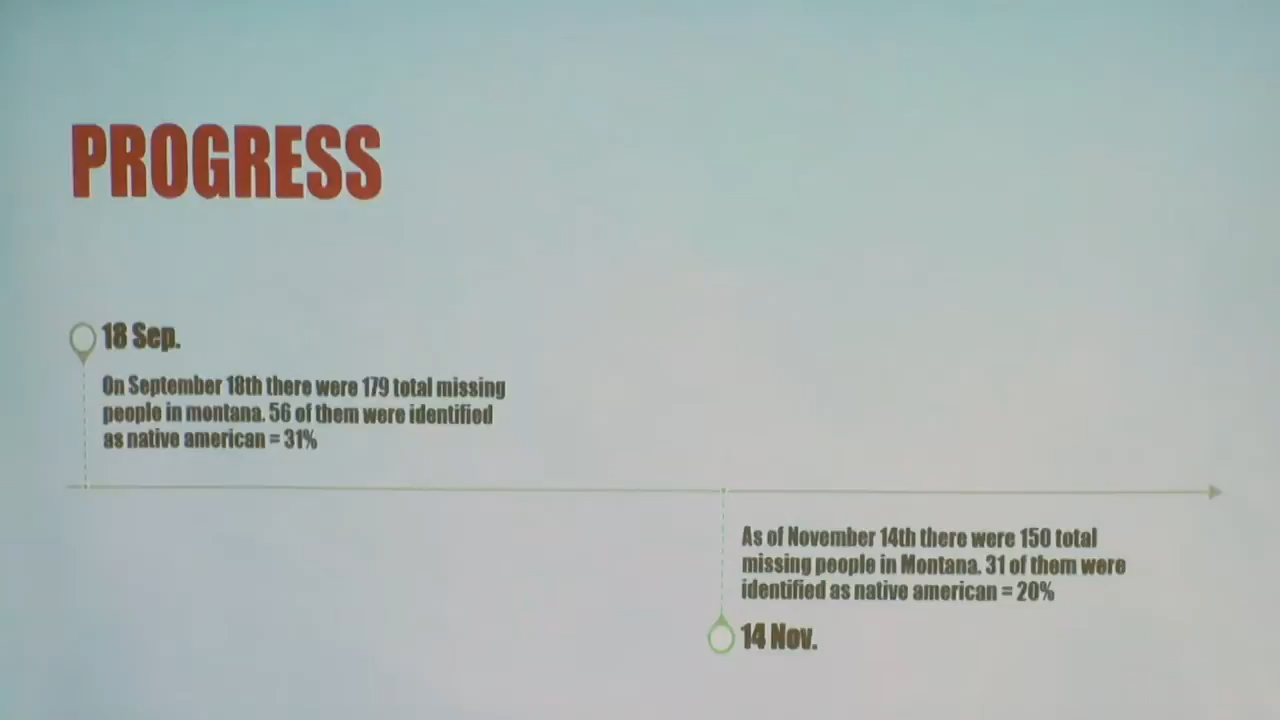 PROGRESS
18 Sep.
On September 18th there were 179 total missing
people in montana. 56 of them were identified
as native american = 31%
As of November 14th there were 150 total
missing people in Montana. 31 of them were
identified as native american = 20%
14 Nov.